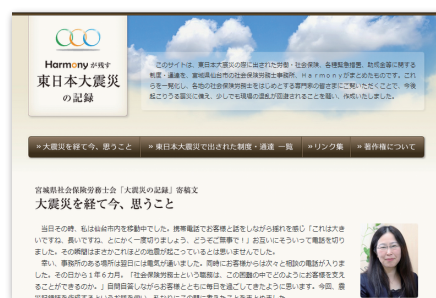 Harmony が残す
東日本大震災
の記録
このサイトは、東日本大震災の際に出された労働・社会保険、各種緊急措置、助成金等に関する
制度・通達を、宮城県仙台市の社会保険労務士事務所、Ｈａｒｍｏｎｙがまとめたものです。これ
らを一覧化し、各地の社会保険労務士をはじめとする専門家の皆さまにご覧いただくことで、今後
起こりうる震災に備え、少しでも現場の混乱が回避されることを願い、作成いたしました。
» 大震災を経て今、思うこと » 東日本大震災で出された制度・通達 一覧 » リンク集 » 著作権について
宮城県社会保険労務士会「大震災の記録」寄稿文
大震災を経て今、思うこと
当日その時、私は仙台市内を移動中でした。携帯電話でお客様と話をしながら揺れを感じ「これは大き
いですね、長いですね、とにかく一度切りましょう、どうぞご無事で！」お互いにそういって電話を切り
ました。その瞬間はまさかこれほどの地震が起こっているとは思いませんでした。
幸い、事務所のある場所は翌日には電気が通いました。同時にお客様からは次々と相談の電話が入りま
した。その日から１年６カ月。「社会保険労務士という職務は、この困難の中でどのようにお客様を支え
ることができるのか。」自問自答しながらお客様とともに毎日を過ごしてきたように思います。今回、震